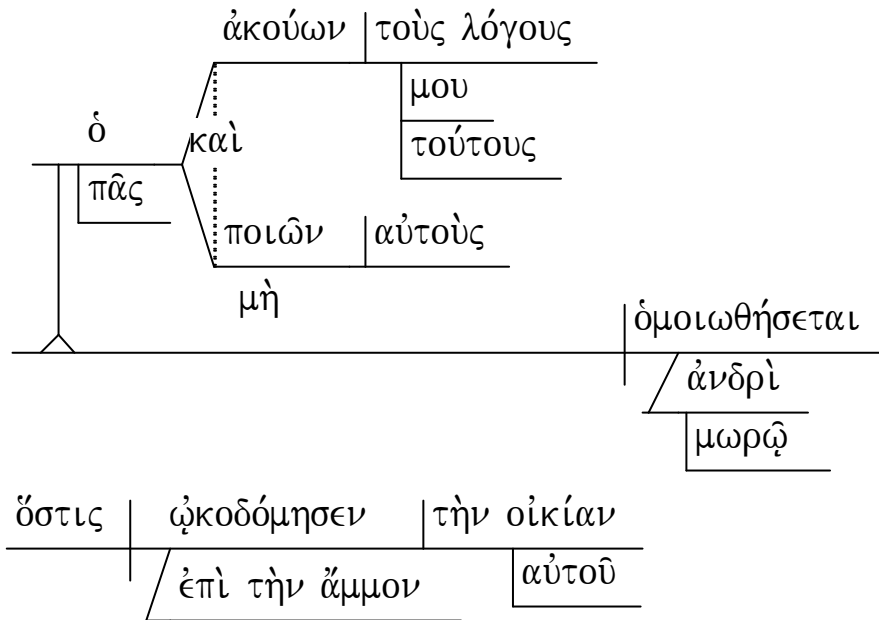 ἀκούων τοὺς λόγους
μου
ὁ καὶ τούτους
πᾶς
ποιῶν αὐτοὺς
μὴ
ὁμοιωθήσεται
ἀνδρὶ
μωρῷ
ὅστις ᾠκοδόμησεν τὴν οἰκίαν
ἐπὶ τὴν ἄμμον αὐτοῦ